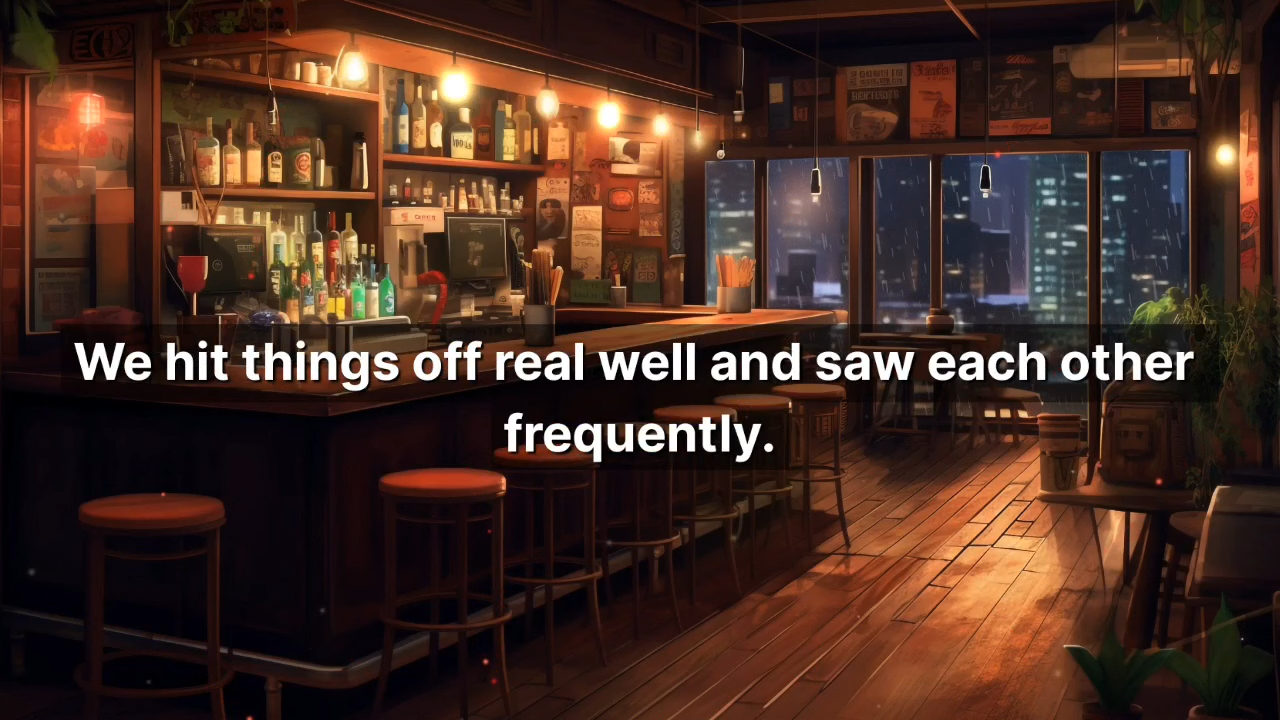 We hit things off real well and saw each other
frequently.